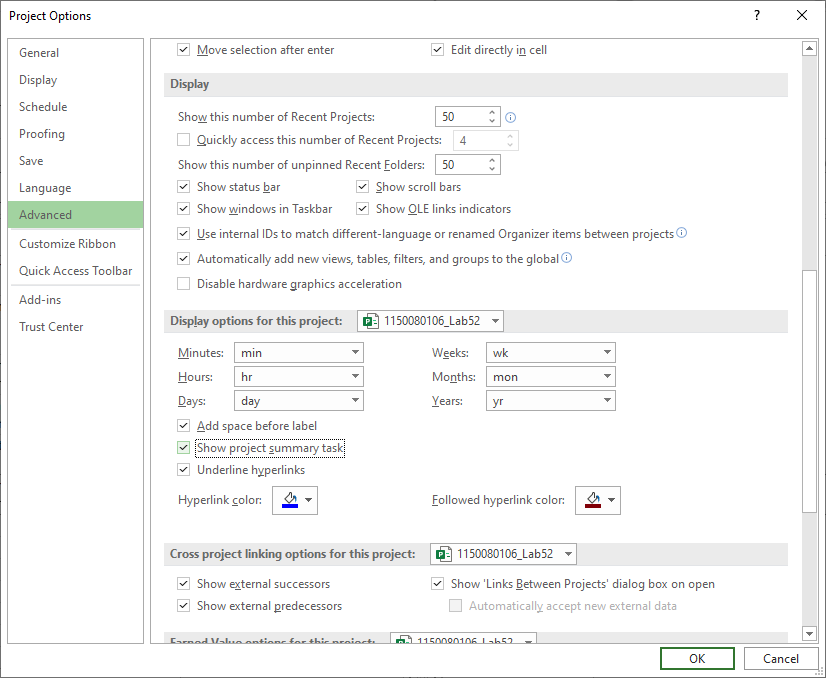 Project Options
General
Display
Schedule
Proofing
Save
Language
Advanced
Customize Ribbon
Quick Access Toolbar
Add-ins
Trust Center
Move selection after enter Edit directly in cell
Display
Show this number of Recent Projects: 50
Quickly access this number of Recent Projects: 4
Show this number of unpinned Recent Folders: 50
Show status bar Show scroll bars
Show windows in Taskbar Show OLE links indicators
Use internal IDs to match different-language or renamed Organizer items between projects
Automatically add new views, tables, filters, and groups to the global
Disable hardware graphics acceleration
Display options for this project: 1150080106_Lab52
Minutes: min Weeks: wk
Hours: hr Months: mon
Days: day Years: yr
Add space before label
Show project summary task
Underline hyperlinks
Hyperlink color: Followed hyperlink color:
Cross project linking options for this project: 1150080106_Lab52
Show external successors Show 'Links Between Projects' dialog box on open
Show external predecessors Automatically accept new external data
Earned Value options for this project: 1150080106_Lab52
OK Cancel